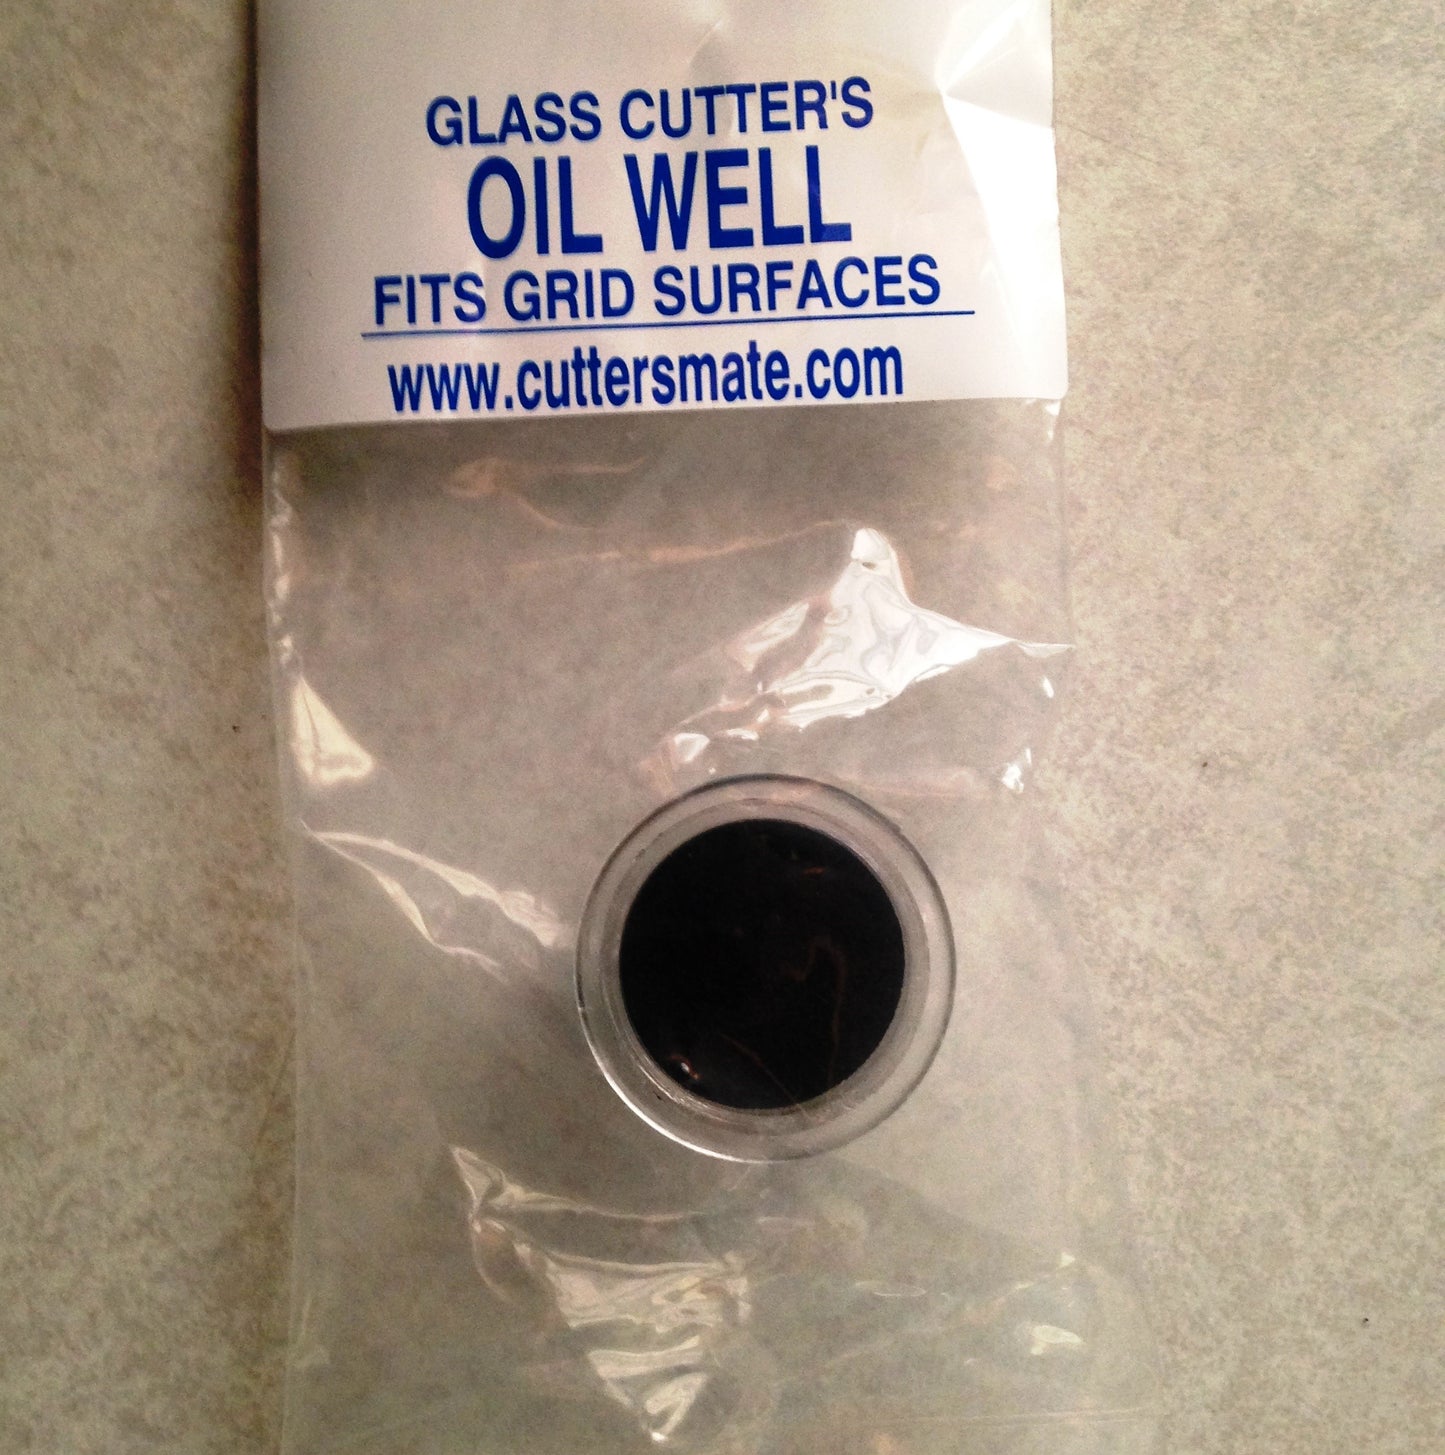 GLASS CUTTER'S
OIL WELL
FITS GRID SURFACES
www.cuttersmate.com